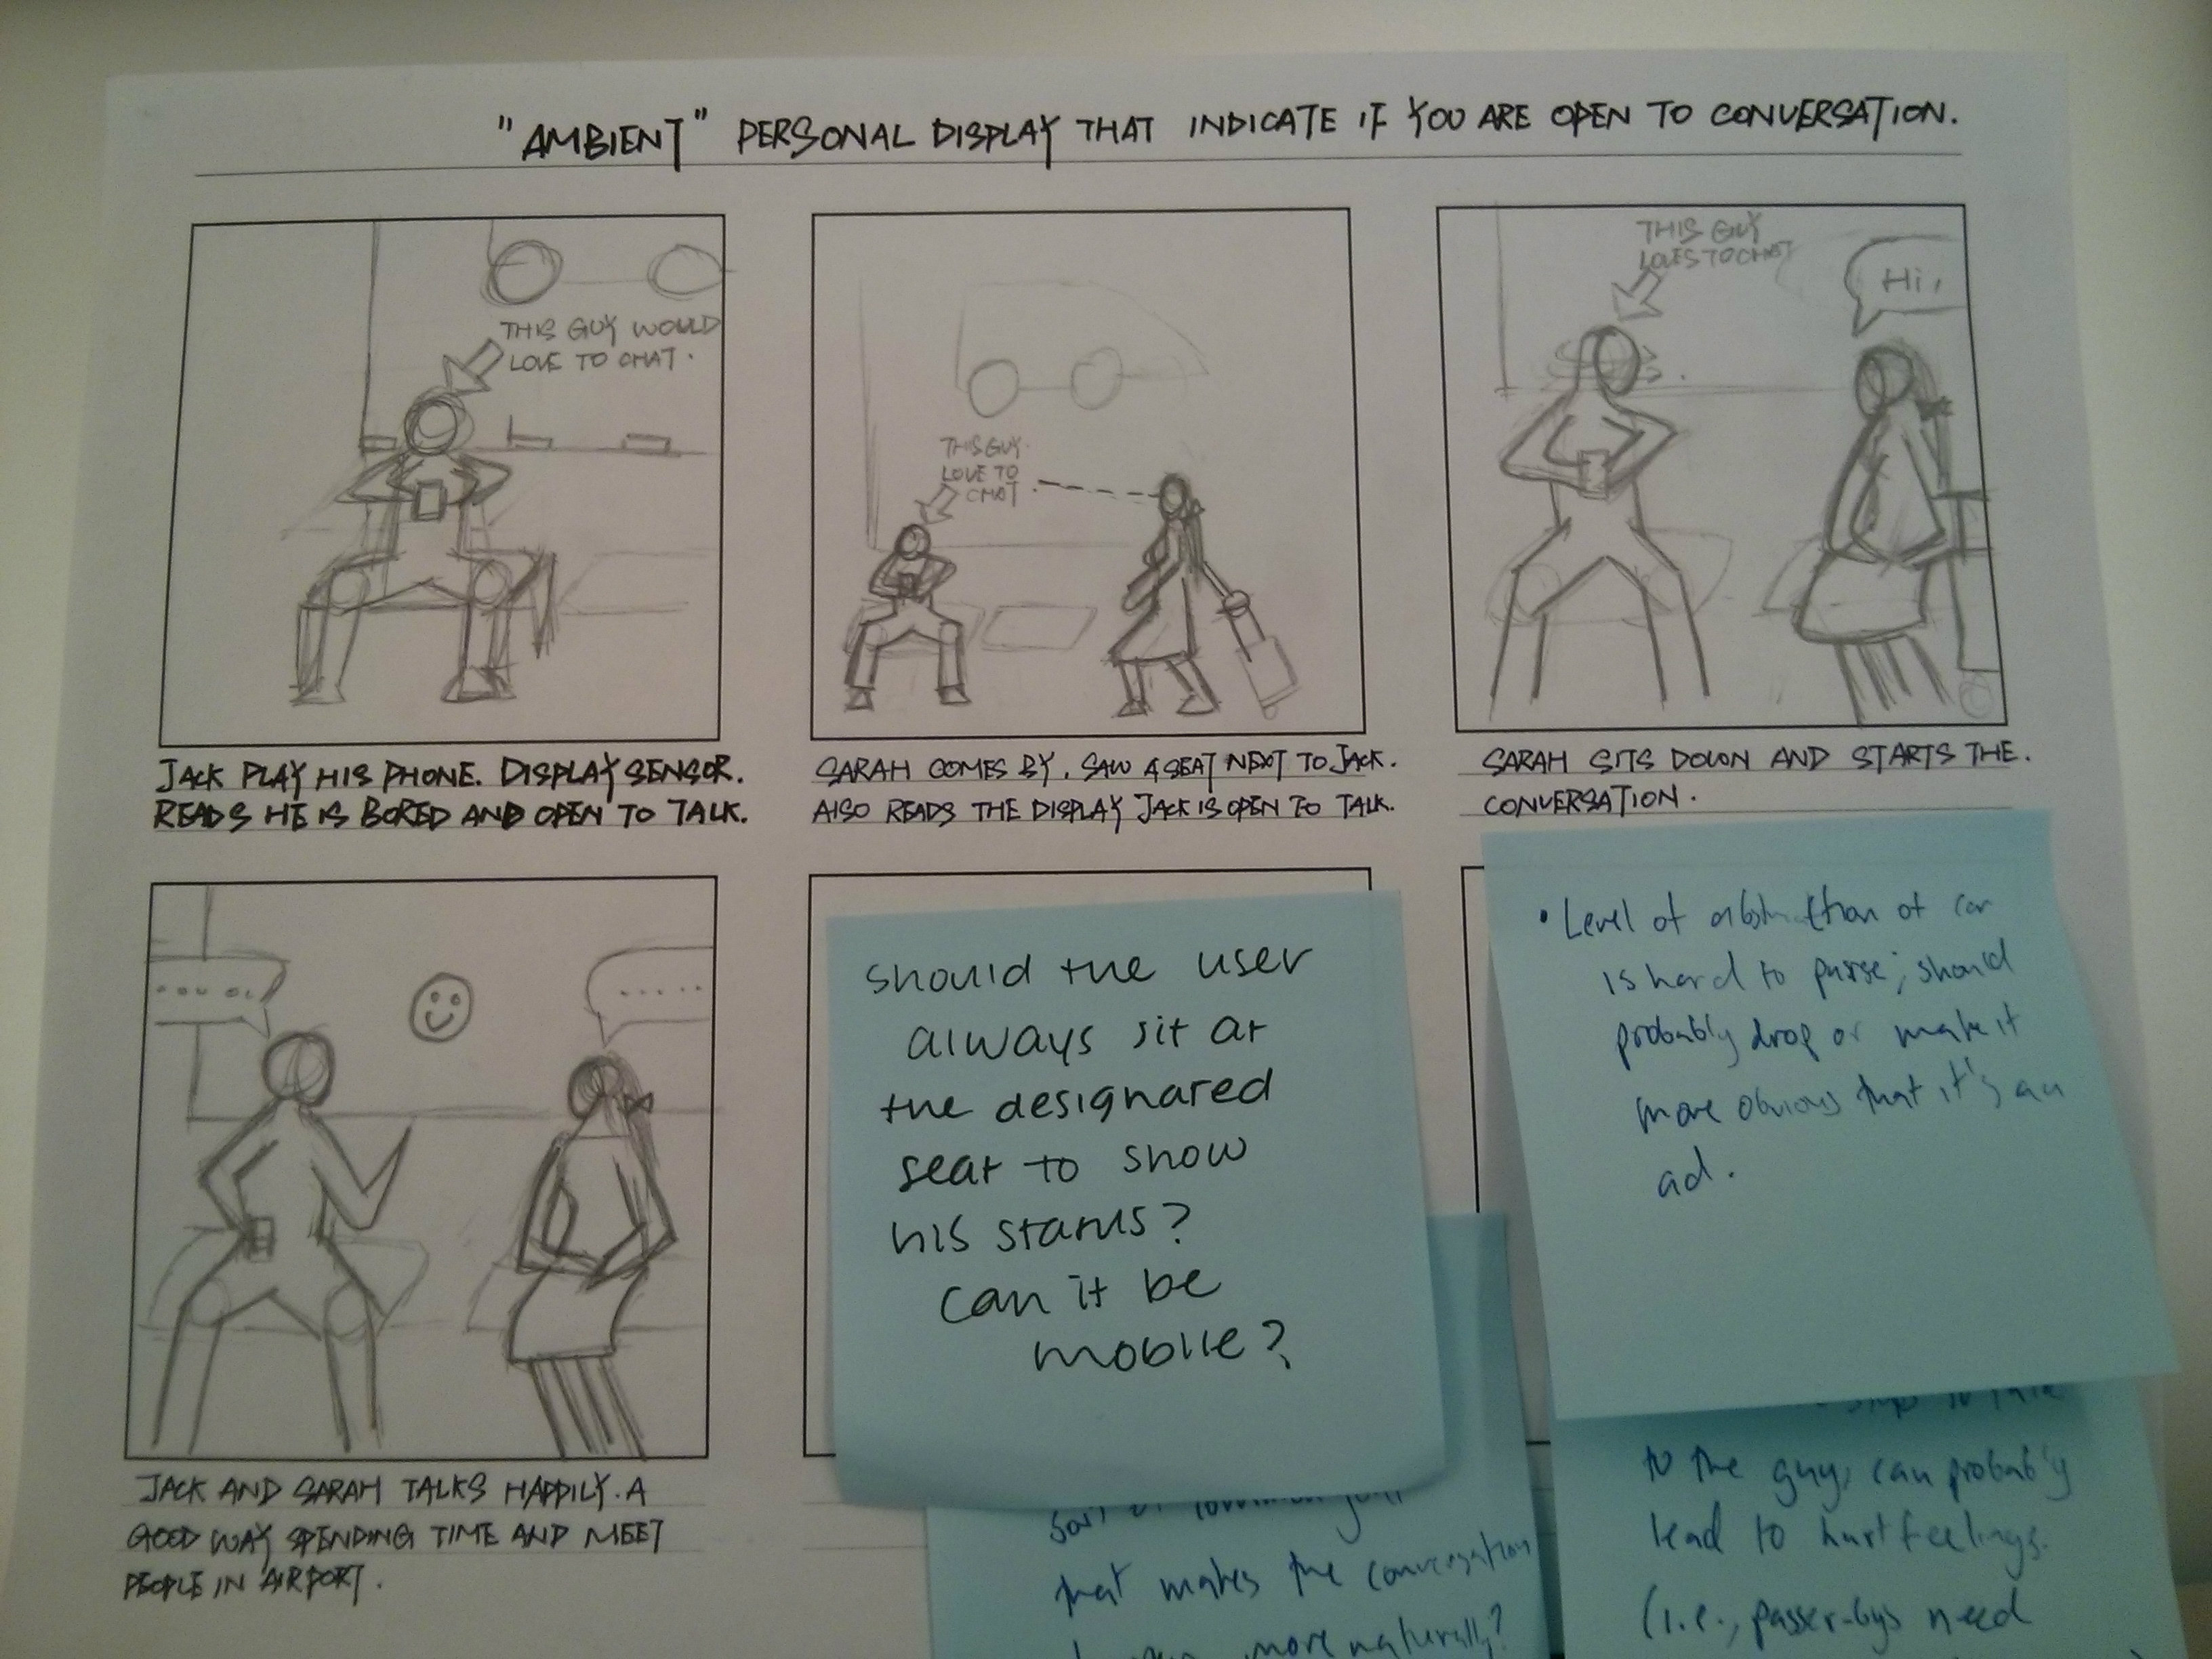 "AMBIENT" PERSONAL DISPLAY THAT INDICATE IF YOU ARE OPEN TO CONVERSATION.
THIS GUY WOULD
LOVE TO CHAT.
JACK PLAY HIS PHONE. DISPLAY SENSOR.
READS HE IS BORED AND OPEN TO TALK.
THIS GUY
LOVE TO
CHAT.
SARAH COMES BY. SAW A SEAT NEXT TO JACK.
ALSO READS THE DISPLAY JACK IS OPEN TO TALK.
THIS GUY
LOVES TO CHAT
Hi,
SARAH SITS DOWN AND STARTS THE.
CONVERSATION.
JACK AND SARAH TALKS HAPPILY. A
GOOD WAY SPENDING TIME AND MEET
PEOPLE IN AIRPORT.
should the user
always sit at
the designated
seat to show
his status?
can it be
mobile?
• Level of abstraction of car
is hard to parse; should
probably drop or make it
more obvious that it's an
ad.
that makes the conversation
more naturally?
to the guy, can probably
lead to hurt feelings.
(i.e., passer-bys need